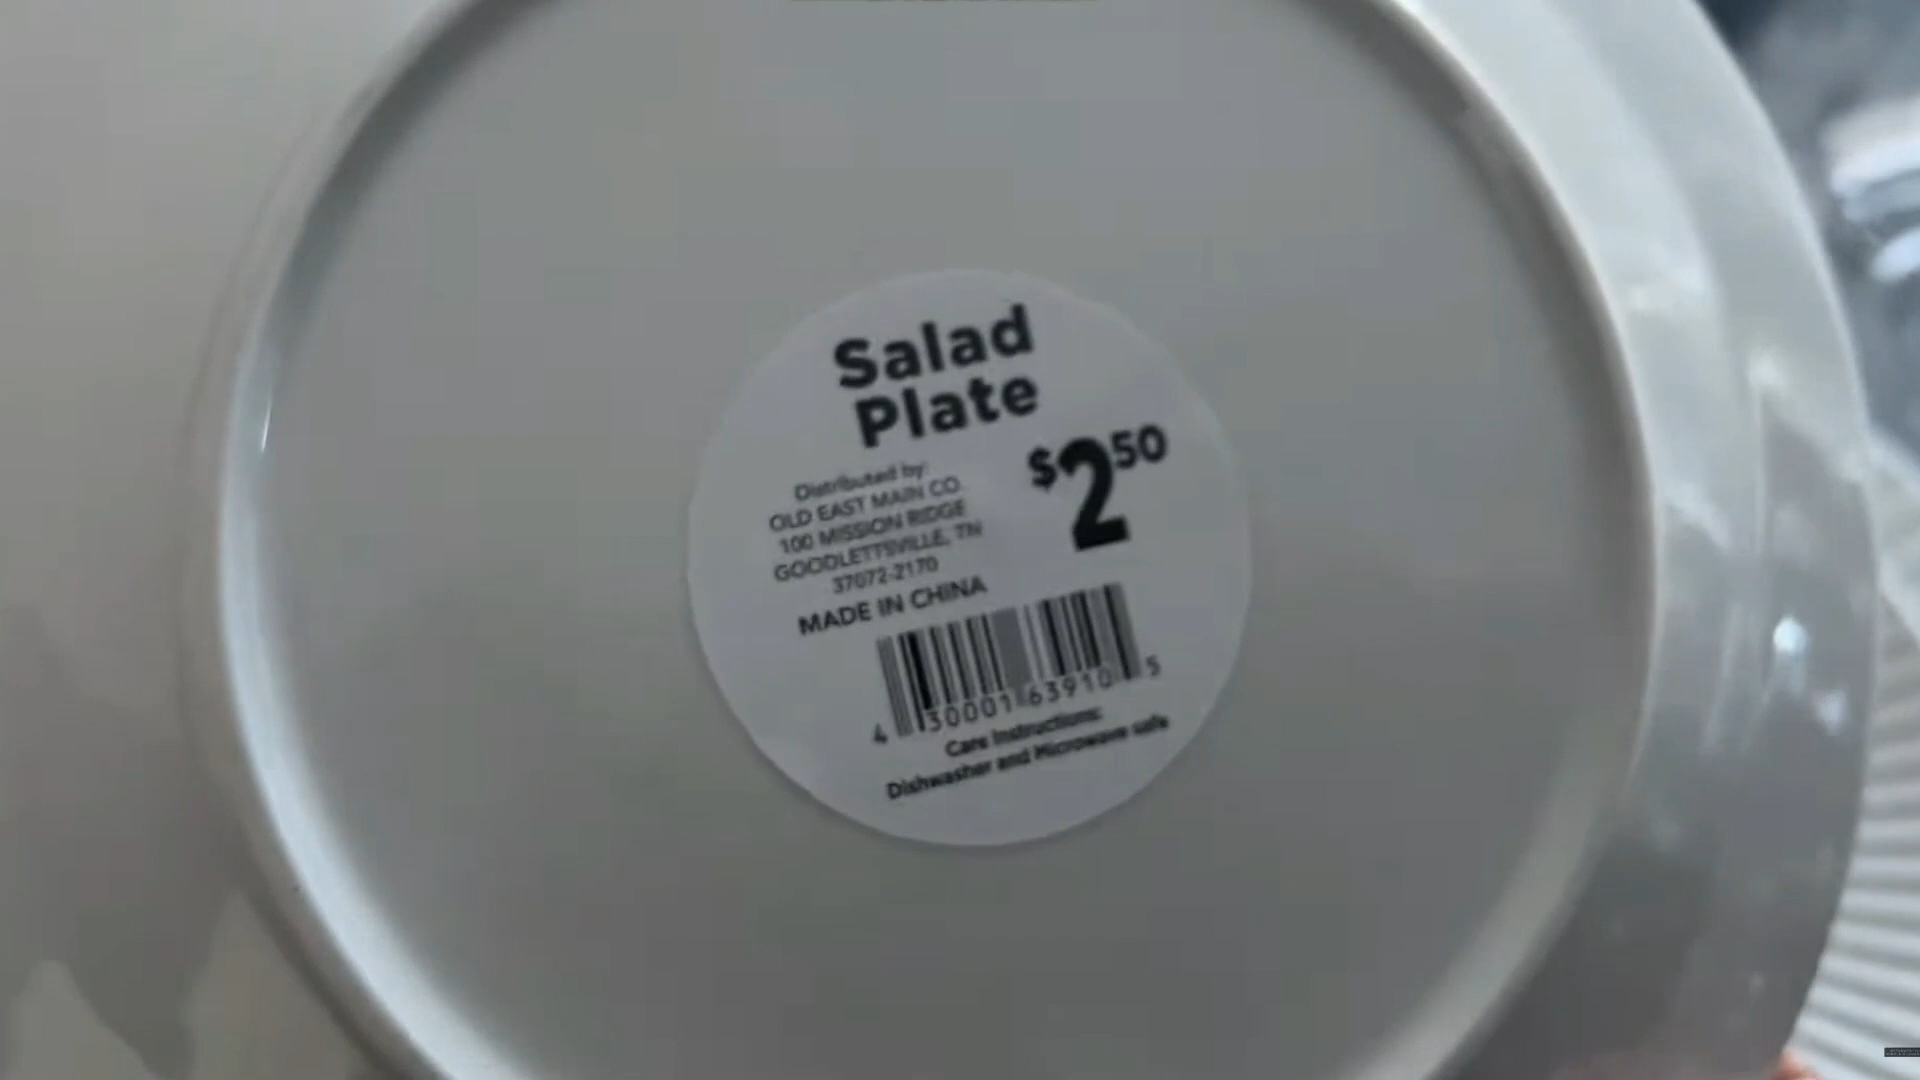 Salad
Plate
$2.50
Distributed by:
OLD EAST MAIN CO.
100 MISSION RIDGE
GOODLETTSVILLE, TN
37072-2170
MADE IN CHINA
4 30001 63910 5
Care Instructions:
Dishwasher and Microwave safe